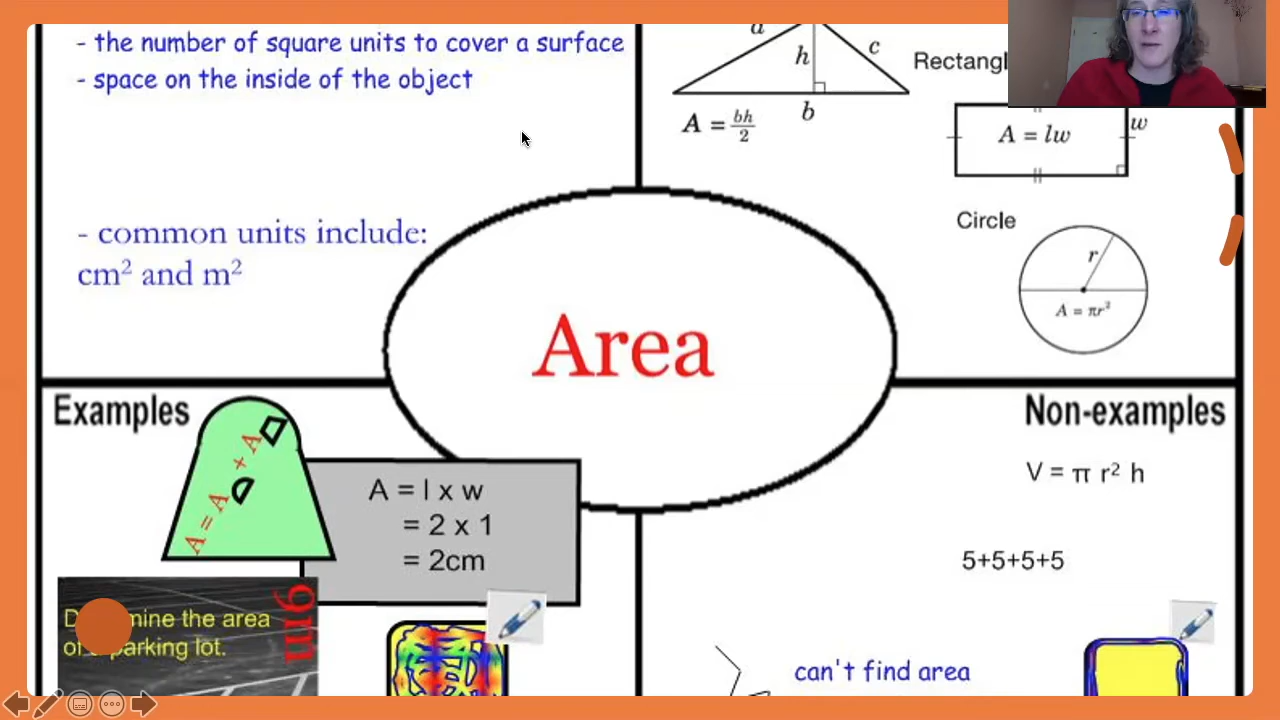 - the number of square units to cover a surface
- space on the inside of the object
- common units include:
cm² and m²
a
h
c
b
A = bh/2
Rectangl
A = lw
w
Circle
r
A = πr²
Area
Examples
A = A + A
A = l x w
= 2 x 1
= 2cm
mine the area
parking lot.
9m
Non-examples
V = π r² h
5+5+5+5
can't find area